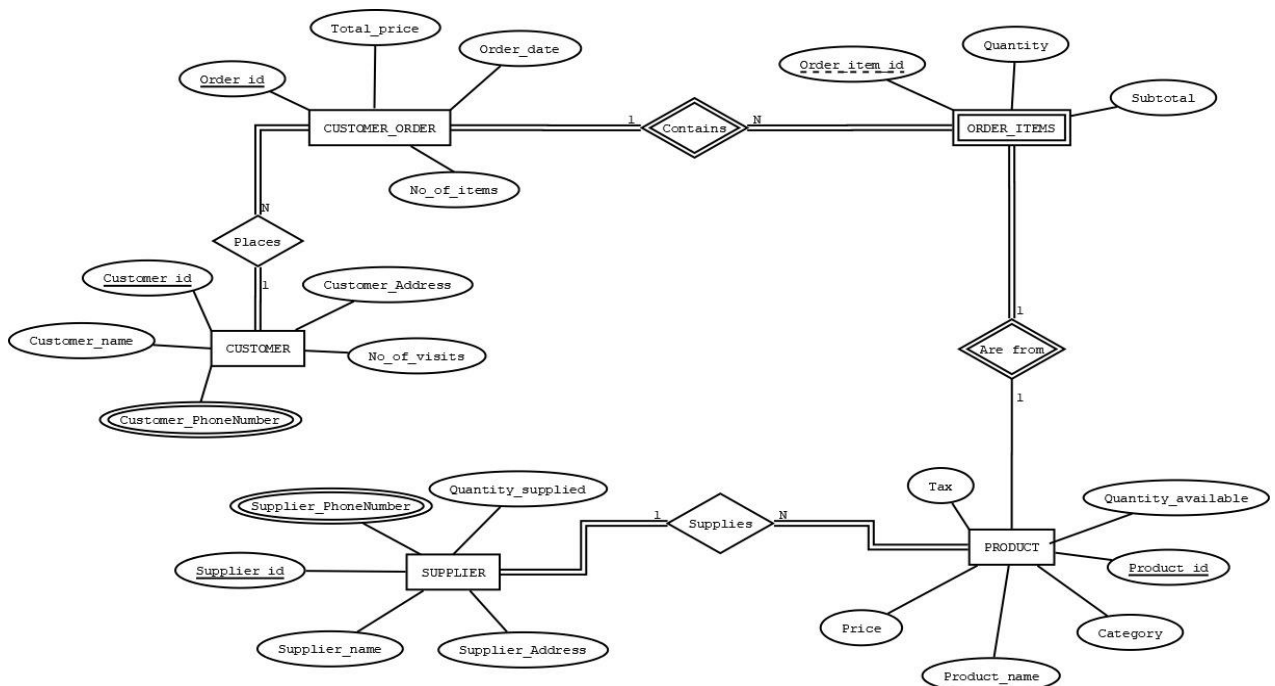 Total_price
Order_date
Quantity
Order_id
Order_item_id
Subtotal
CUSTOMER_ORDER
1
Contains
N
ORDER_ITEMS
No_of_items
N
Places
1
Customer_id
Customer_Address
1
Customer_name
CUSTOMER
No_of_visits
Are from
1
Customer_PhoneNumber
Supplier_PhoneNumber
Quantity_supplied
Tax
Quantity_available
1
Supplies
N
PRODUCT
Supplier_id
SUPPLIER
Product_id
Price
Category
Supplier_name
Supplier_Address
Product_name